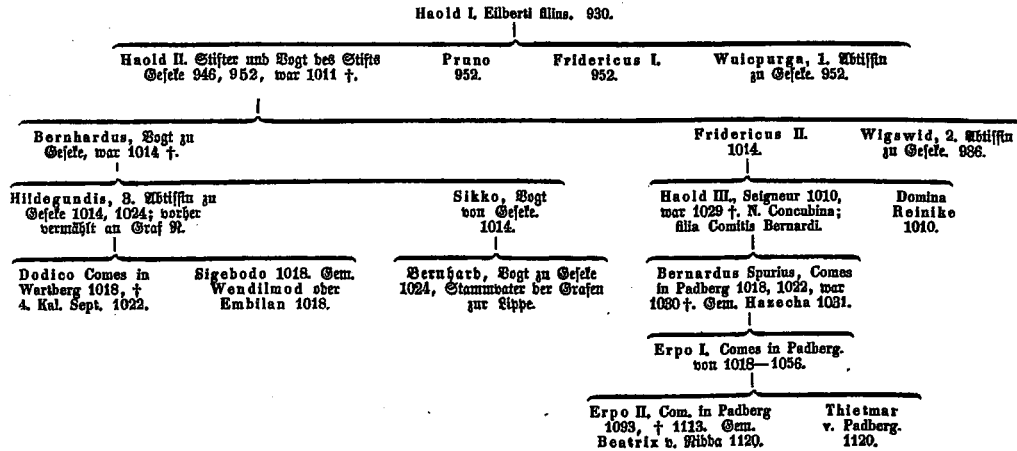 Haold I. Eilberti filius. 930.
Haold II. Stifter und Vogt des Stifts
Geseke 946, 952, war 1011 †.
Pruno
952.
Fridericus I.
952.
Wulcpurga, 1. Äbtissin
zu Geseke. 952.
Bernhardus, Vogt zu
Geseke, war 1014 †.
Fridericus II.
1014.
Wigswid, 2. Äbtissin
zu Geseke. 986.
Hildegundis, 3. Äbtissin zu
Geseke 1014, 1024; vorher
vermählt an Graf N.
Sikko, Vogt
von Geseke.
1014.
Haold III., Seigneur 1010,
war 1029 †. N. Concubina;
filia Comitis Bernardi.
Domina
Reinike
1010.
Dodico Comes in
Wartberg 1018, †
4. Kal. Sept. 1022.
Sigebodo 1018. Gem.
Wendilmod ober
Embilan 1018.
Bernhard, Vogt zu Geseke
1024, Stammvater der Grafen
zur Lippe.
Bernardus Spurius, Comes
in Padberg 1018, 1022, war
1030 †. Gem. Hazecha 1031.
Erpo I. Comes in Padberg.
von 1018—1056.
Erpo II. Com. in Padberg
1093, † 1113. Gem.
Beatrix v. Ribba 1120.
Thietmar
v. Padberg.
1120.